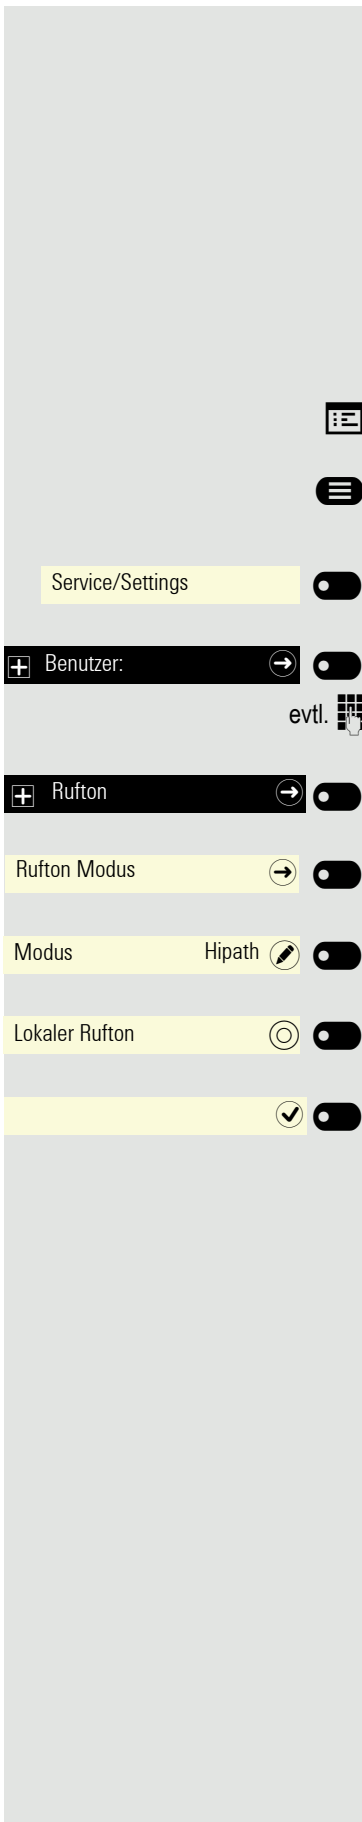 Service/Settings
Benutzer:
evtl.
Rufton
Rufton Modus
Modus Hipath
Lokaler Rufton